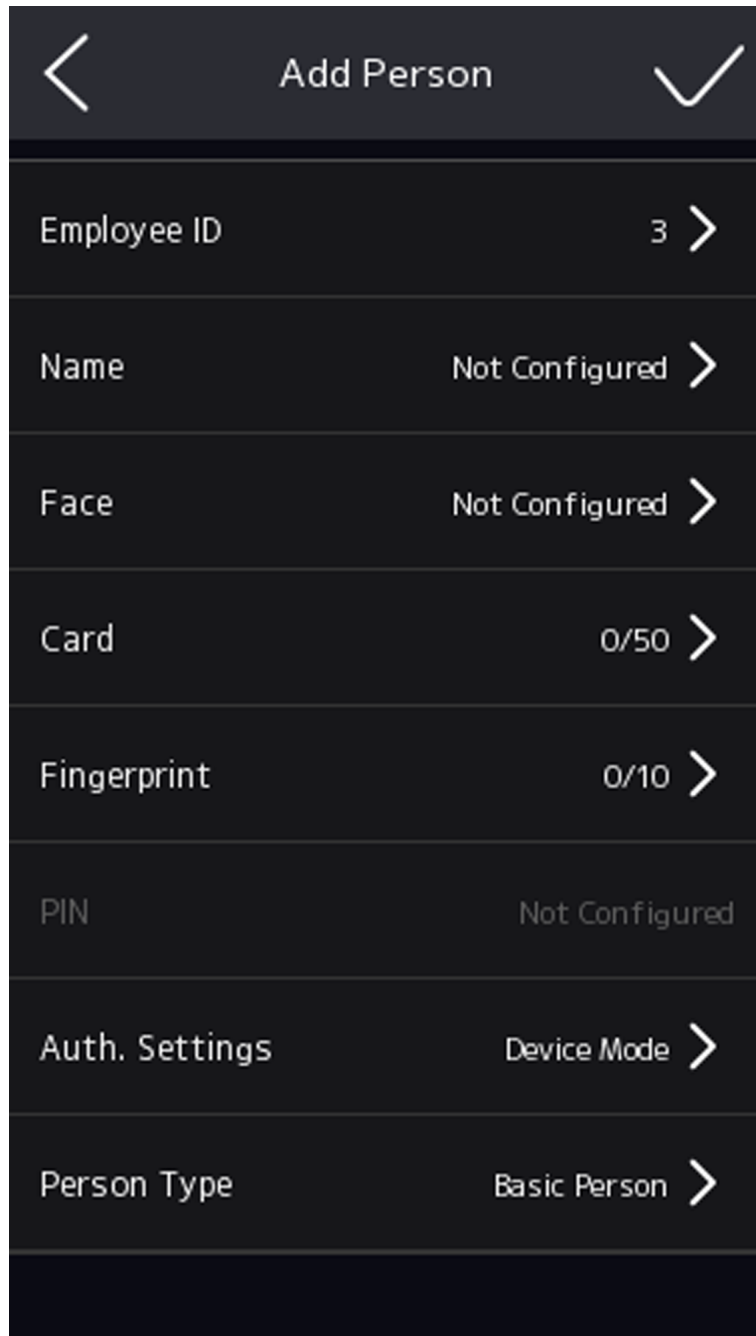 Add Person
Employee ID 3
Name Not Configured
Face Not Configured
Card 0/50
Fingerprint 0/10
PIN Not Configured
Auth. Settings Device Mode
Person Type Basic Person